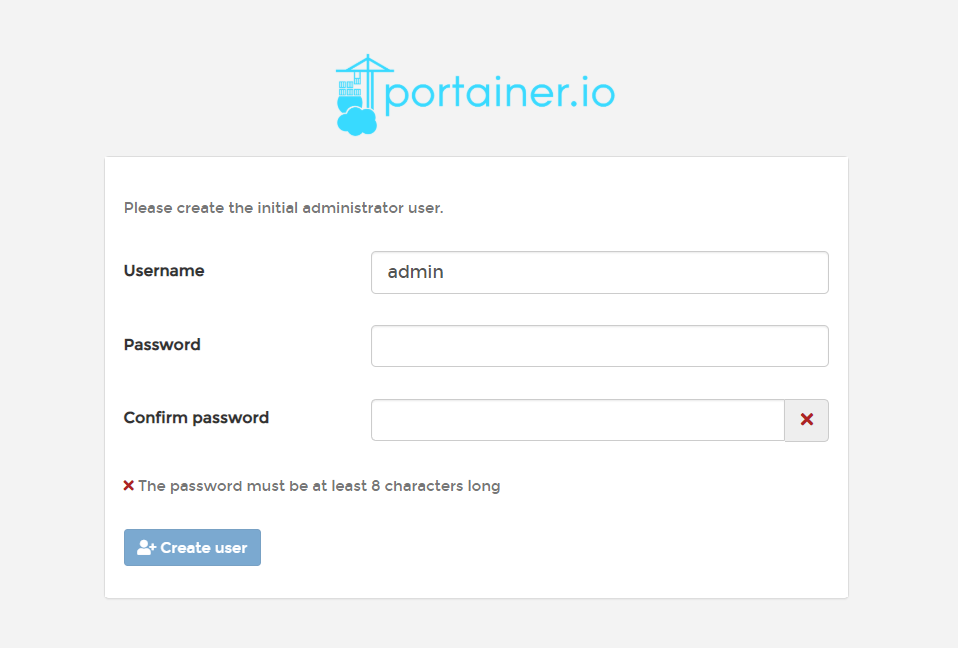 portainer.io
Please create the initial administrator user.
Username
admin
Password
Confirm password
The password must be at least 8 characters long
Create user